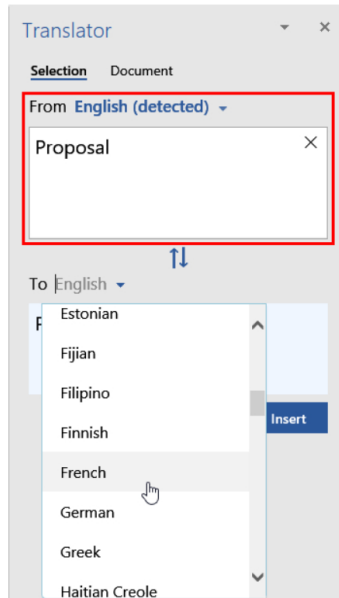 Translator
Selection Document
From English (detected)
Proposal
To English
Estonian
Fijian
Filipino
Finnish
Insert
French
German
Greek
Haitian Creole